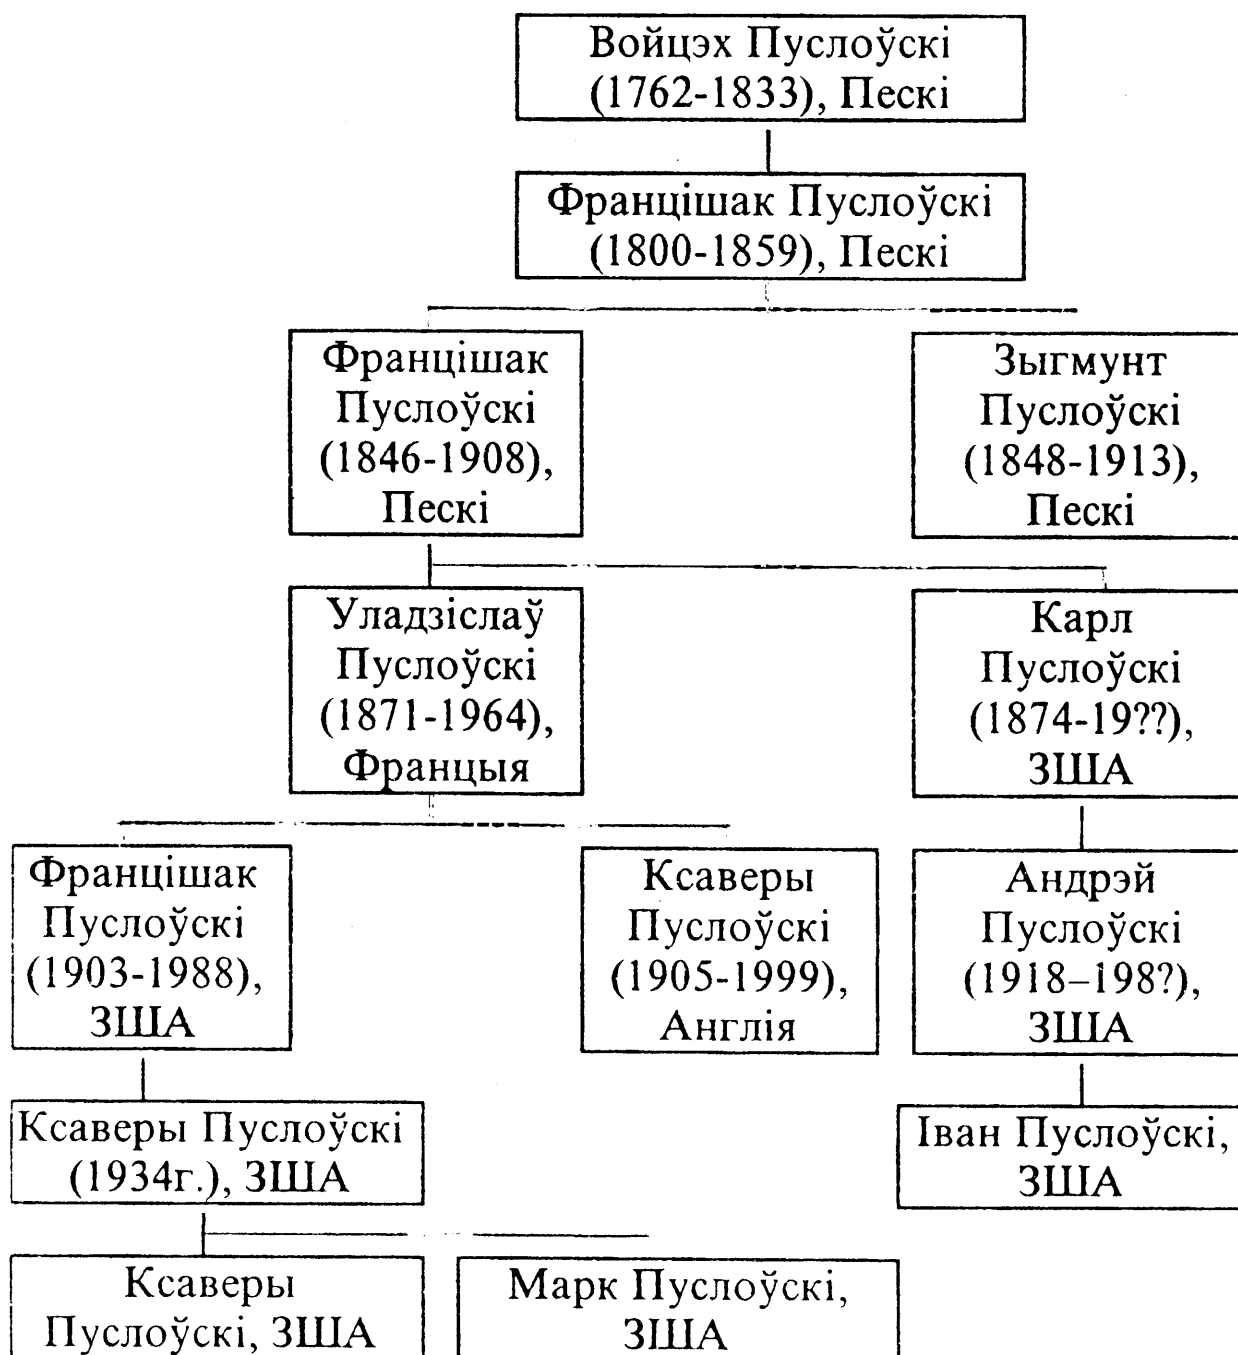 Войцэх Пуслоўскі
(1762-1833), Пескі
Францішак Пуслоўскі
(1800-1859), Пескі
Францішак
Пуслоўскі
(1846-1908),
Пескі
Зыгмунт
Пуслоўскі
(1848-1913),
Пескі
Уладзіслаў
Пуслоўскі
(1871-1964),
Францыя
Карл
Пуслоўскі
(1874-19??),
ЗША
Францішак
Пуслоўскі
(1903-1988),
ЗША
Ксаверы
Пуслоўскі
(1905-1999),
Англія
Андрэй
Пуслоўскі
(1918–198?),
ЗША
Ксаверы Пуслоўскі
(1934г.), ЗША
Іван Пуслоўскі,
ЗША
Ксаверы
Пуслоўскі, ЗША
Марк Пуслоўскі,
ЗША